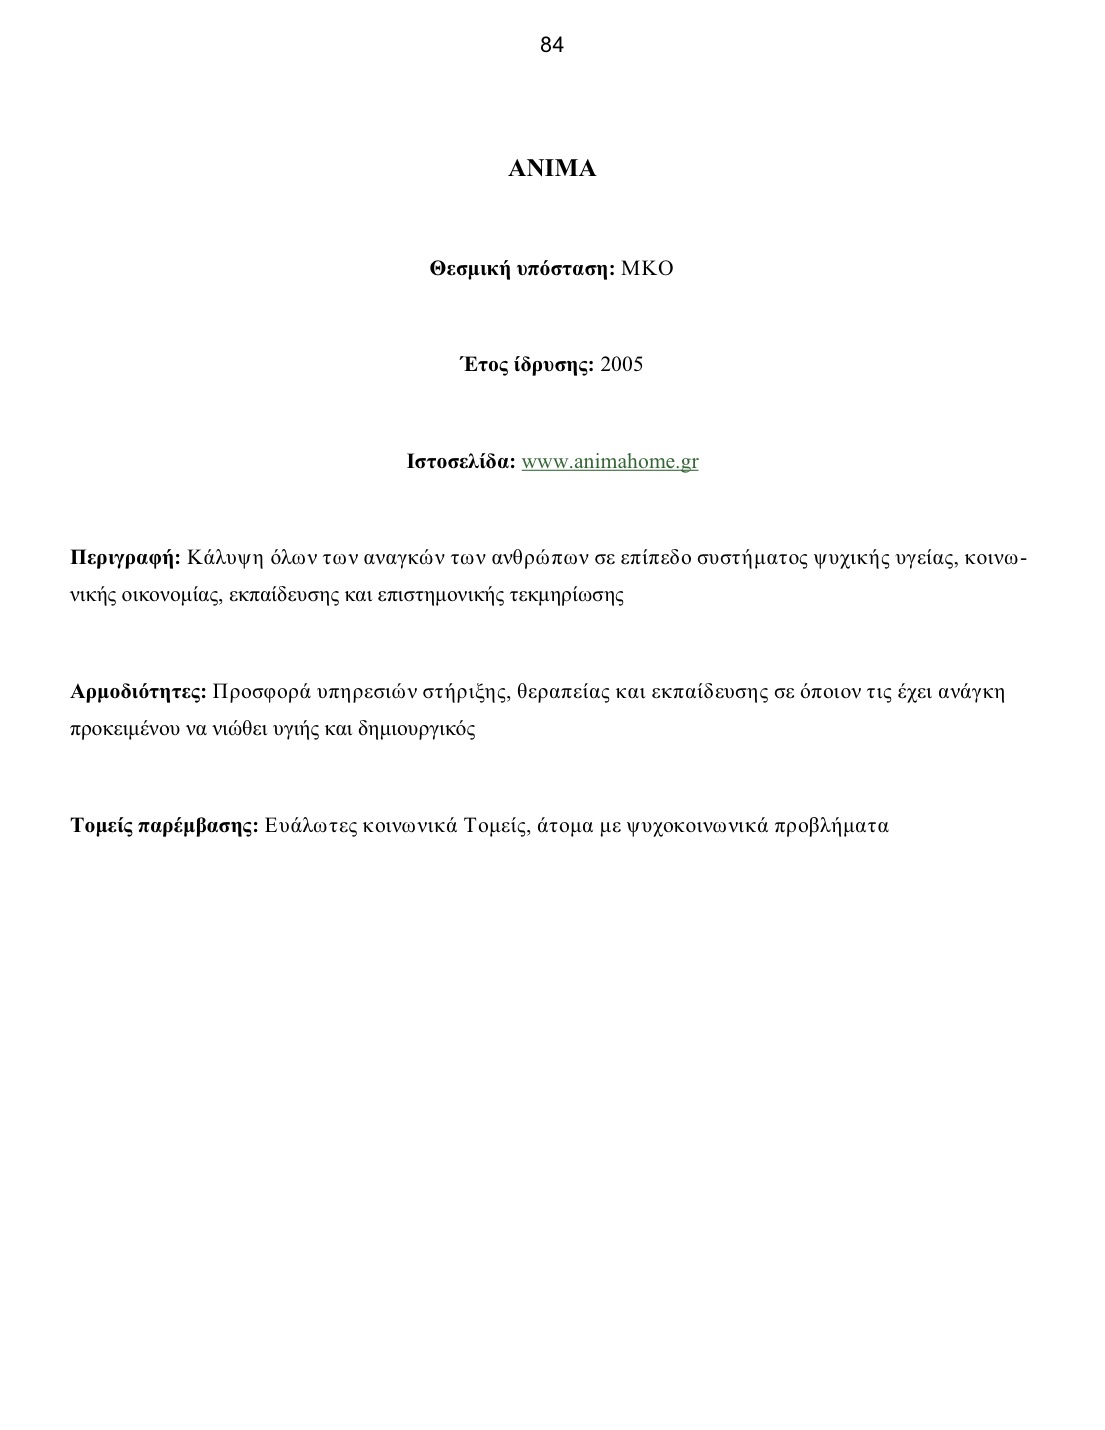 84
ANIMA
Θεσμική υπόσταση: ΜΚΟ
Έτος ίδρυσης: 2005
Ιστοσελίδα: www.animahome.gr
Περιγραφή: Κάλυψη όλων των αναγκών των ανθρώπων σε επίπεδο συστήματος ψυχικής υγείας, κοινω-
νικής οικονομίας, εκπαίδευσης και επιστημονικής τεκμηρίωσης
Αρμοδιότητες: Προσφορά υπηρεσιών στήριξης, θεραπείας και εκπαίδευσης σε όποιον τις έχει ανάγκη
προκειμένου να νιώθει υγιής και δημιουργικός
Τομείς παρέμβασης: Ευάλωτες κοινωνικά Τομείς, άτομα με ψυχοκοινωνικά προβλήματα